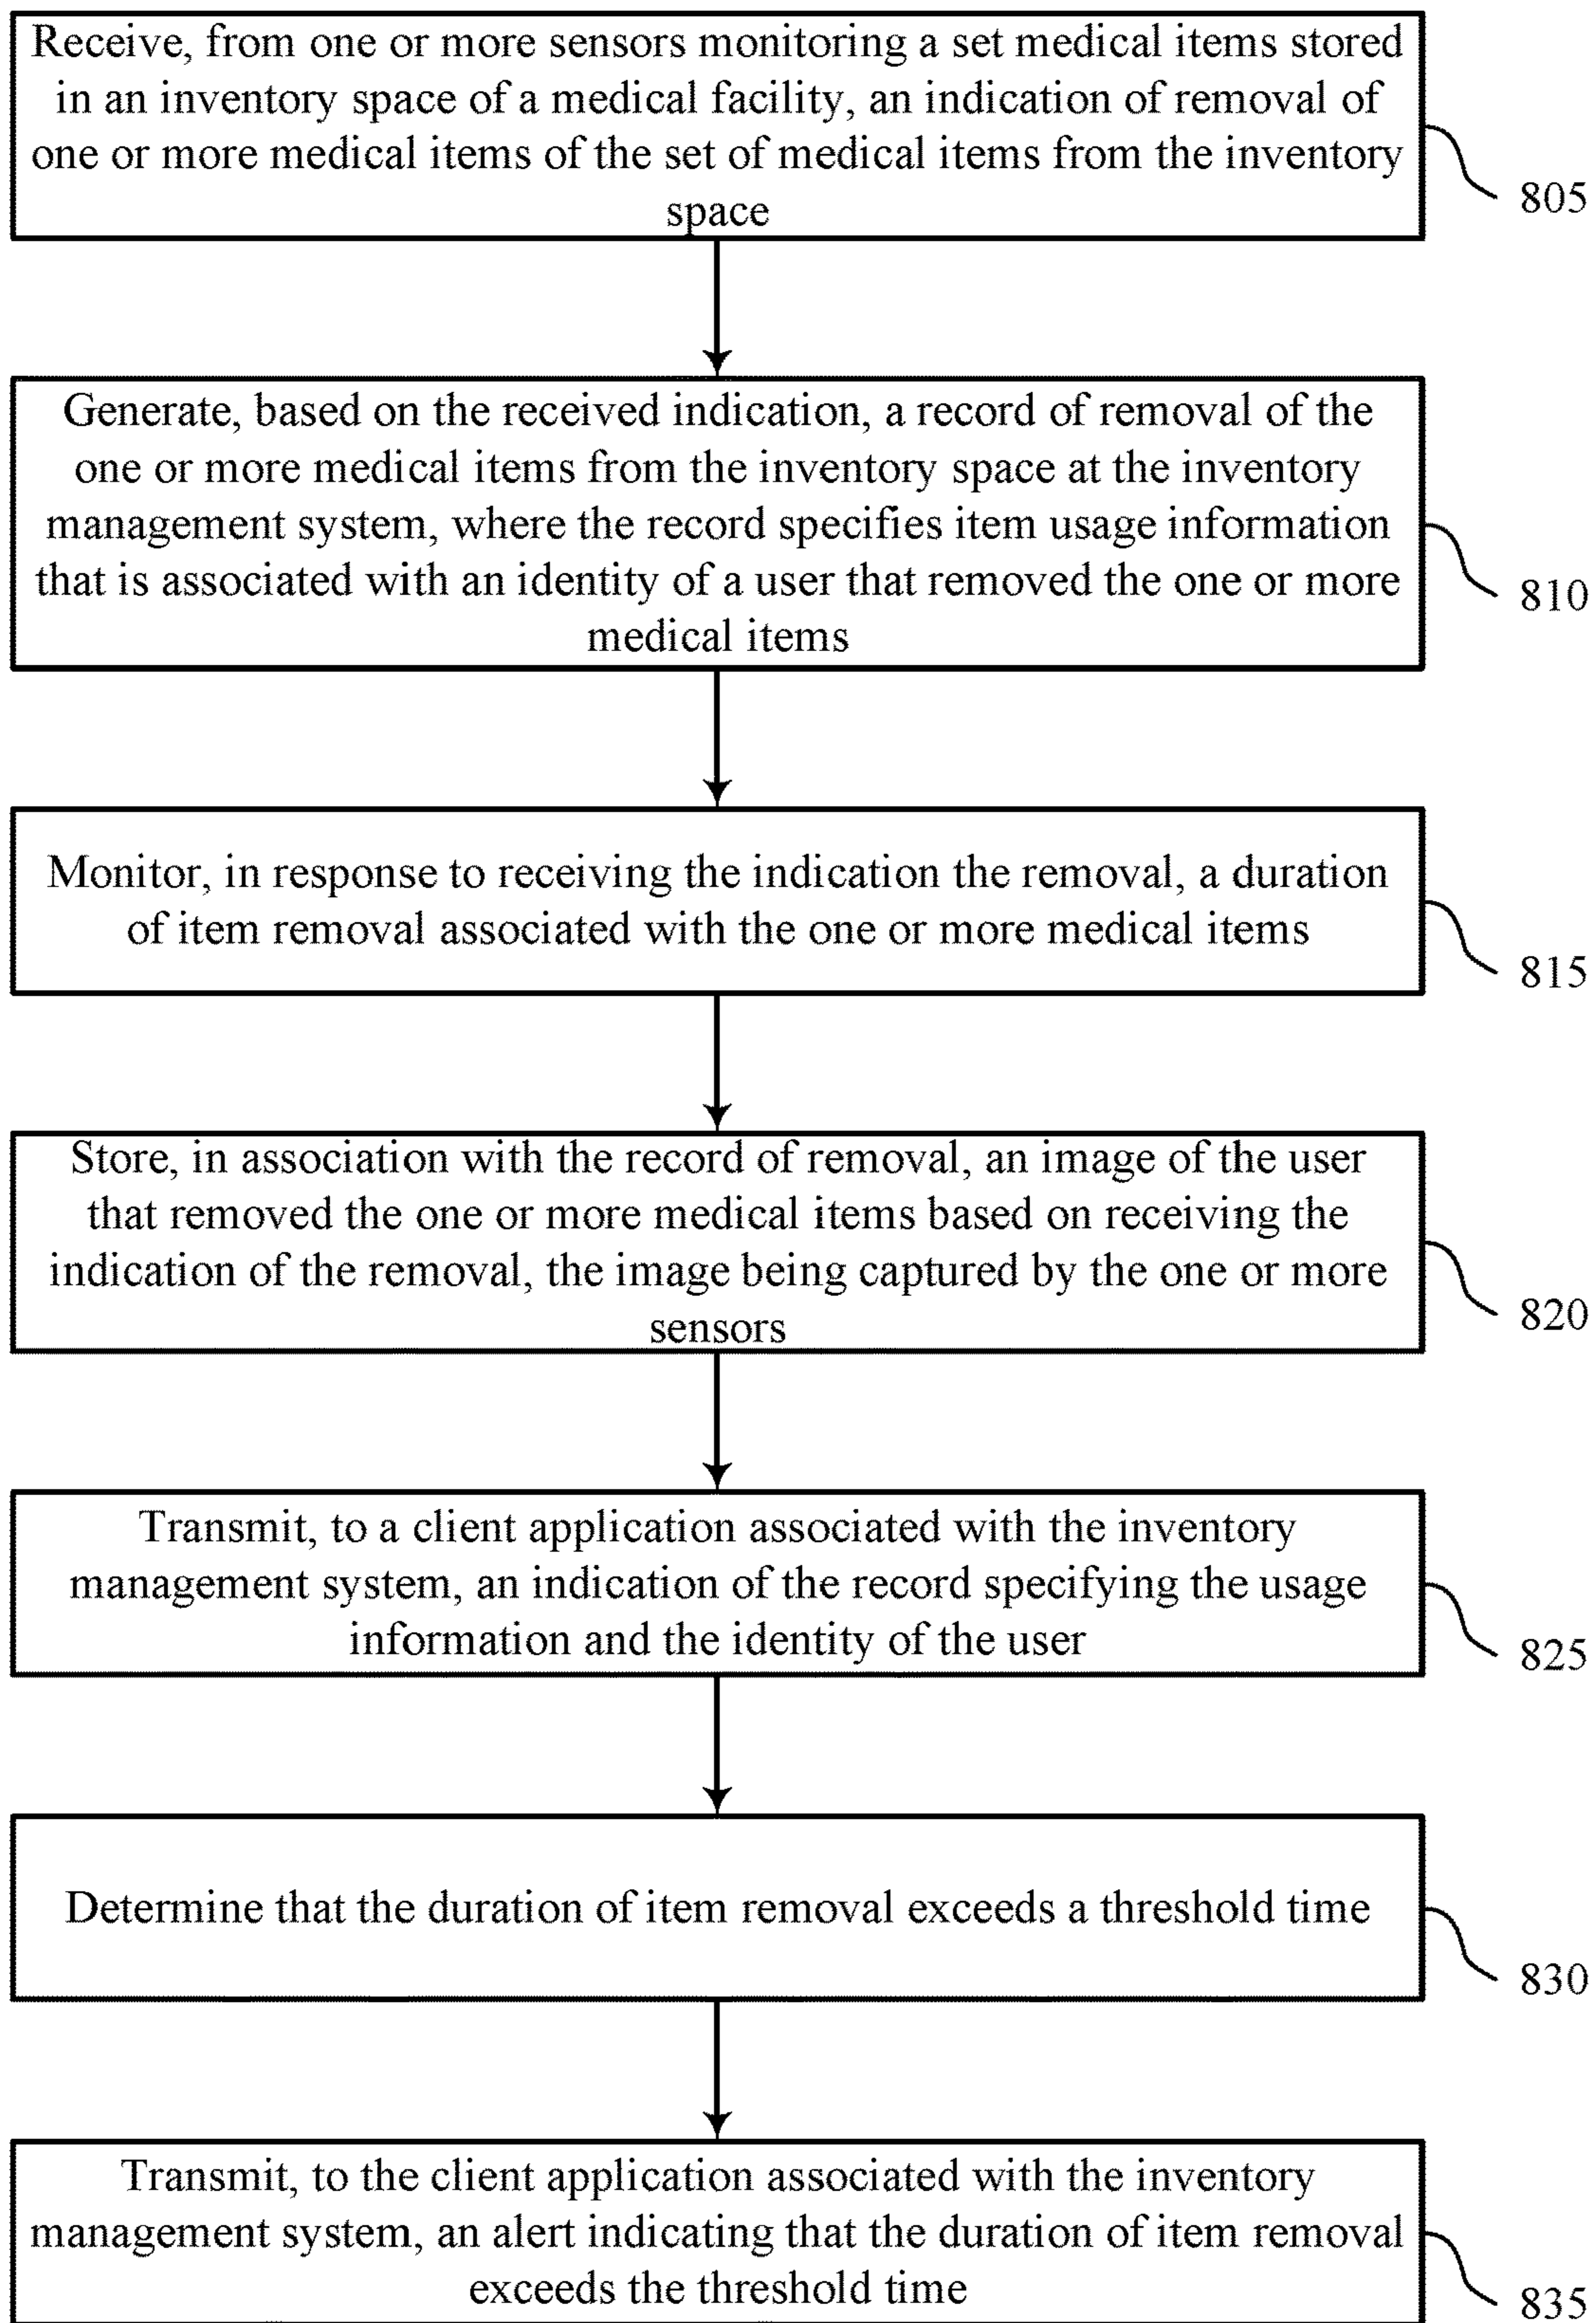 Receive, from one or more sensors monitoring a set medical items stored
in an inventory space of a medical facility, an indication of removal of
one or more medical items of the set of medical items from the inventory
space
805
Generate, based on the received indication, a record of removal of the
one or more medical items from the inventory space at the inventory
management system, where the record specifies item usage information
that is associated with an identity of a user that removed the one or more
medical items
810
Monitor, in response to receiving the indication the removal, a duration
of item removal associated with the one or more medical items
815
Store, in association with the record of removal, an image of the user
that removed the one or more medical items based on receiving the
indication of the removal, the image being captured by the one or more
sensors
820
Transmit, to a client application associated with the inventory
management system, an indication of the record specifying the usage
information and the identity of the user
825
Determine that the duration of item removal exceeds a threshold time
830
Transmit, to the client application associated with the inventory
management system, an alert indicating that the duration of item removal
exceeds the threshold time
835